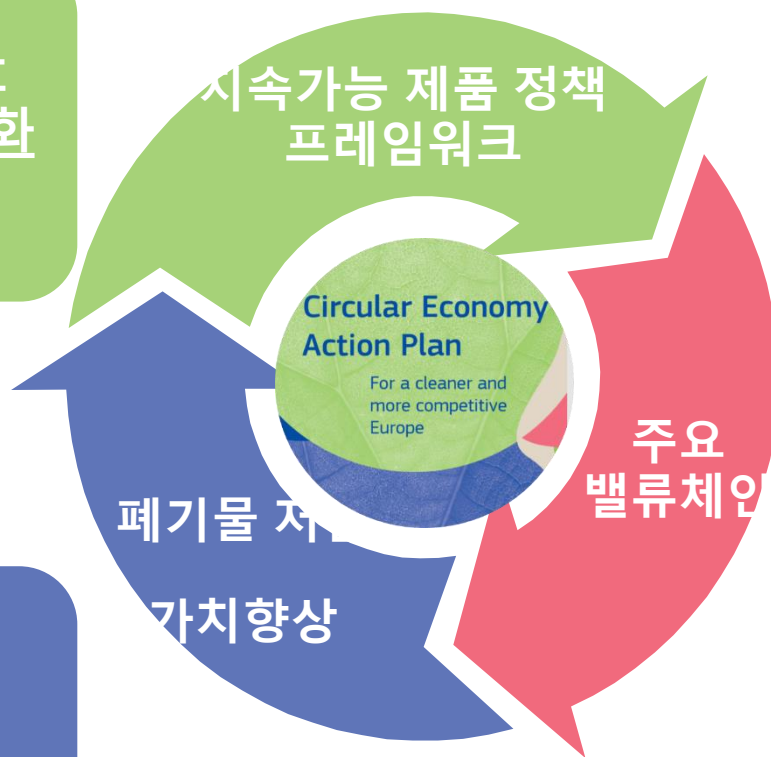 화
지속가능 제품 정책
프레임워크
Circular Economy
Action Plan
For a cleaner and
more competitive
Europe
주요
밸류체인
폐기물
가치향상